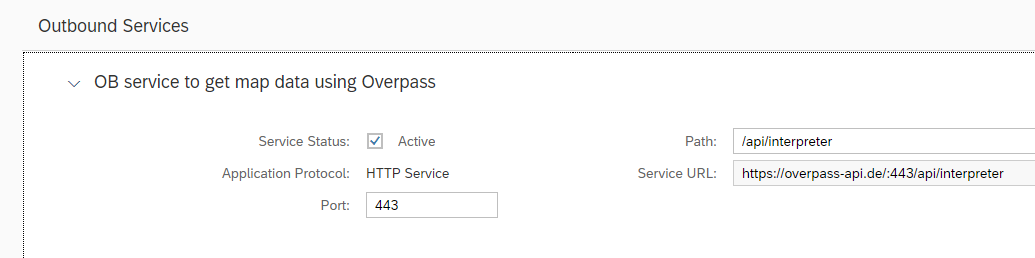 Outbound Services
OB service to get map data using Overpass
Service Status: Active Path: /api/interpreter
Application Protocol: HTTP Service Service URL: https://overpass-api.de/:443/api/interpreter
Port: 443